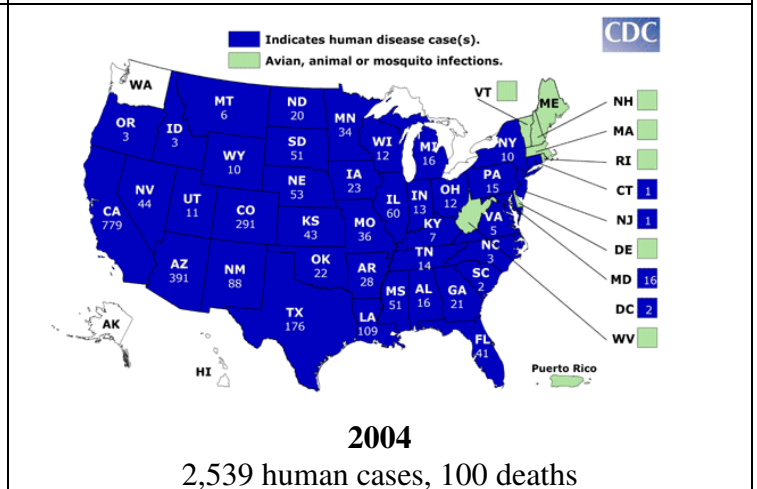 Indicates human disease case(s).
CDC
Avian, animal or mosquito infections.
WA
MT
6
ND
20
MN
34
VT
ME
NH
OR
3
ID
3
SD
51
WI
12
MI
16
NY
10
MA
WY
10
RI
NV
44
NE
53
IA
23
PA
15
CT 1
CA
779
UT
11
CO
291
IL
60
IN
13
OH
12
NJ 1
KS
43
MO
36
KY
7
VA
5
DE
AZ
391
NM
88
OK
22
AR
28
TN
14
NC
3
MD 16
SC
2
DC 2
TX
176
LA
109
MS
51
AL
16
GA
21
WV
AK
HI
FL
41
Puerto Rico
2004
2,539 human cases, 100 deaths